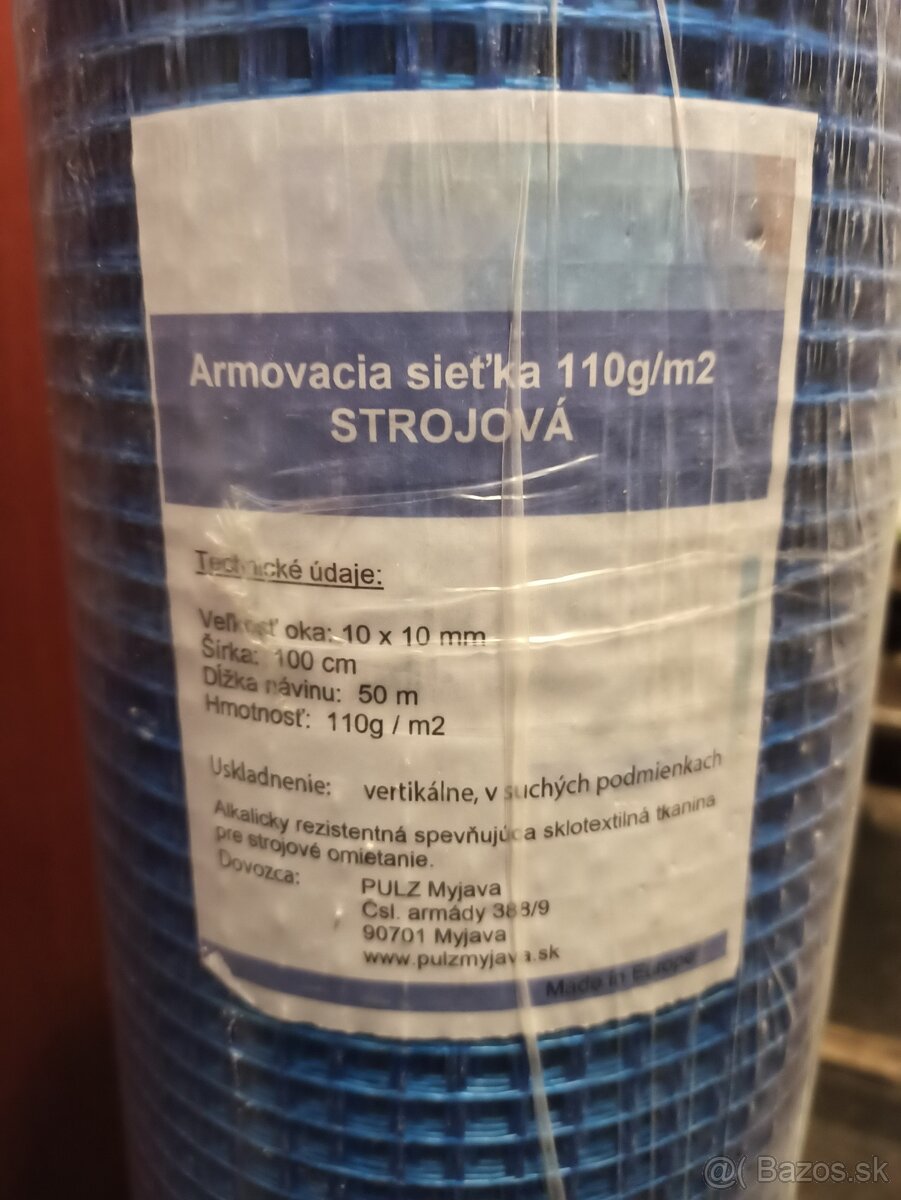 Armovacia sieťka 110g/m2
STROJOVÁ
Technické údaje:
Veľkosť oka: 10 x 10 mm
Šírka: 100 cm
Dĺžka návinu: 50 m
Hmotnosť: 110g / m2
Uskladnenie: vertikálne, v suchých podmienkach
Alkalicky rezistentná spevňujúca sklotextilná tkanina
pre strojové omietanie.
Dovozca: PULZ Myjava
Čsl. armády 388/9
90701 Myjava
www.pulzmyjava.sk
Made in Europe
@( Bazos.sk